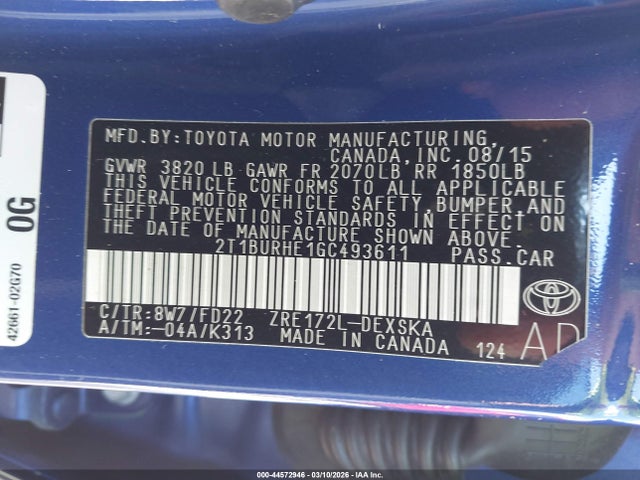 MFD.BY:TOYOTA MOTOR MANUFACTURING,
CANADA, INC. 08/15
GVWR 3820 LB GAWR FR 2070LB RR 1850LB
THIS VEHICLE CONFORMS TO ALL APPLICABLE
FEDERAL MOTOR VEHICLE SAFETY, BUMPER, AND
THEFT PREVENTION STANDARDS IN EFFECT ON
THE DATE OF MANUFACTURE SHOWN ABOVE.
2T1BURHE1GC493611 PASS.CAR
C/TR:8W7/FD22 ZRE172L-DEXSKA
A/TM:-04A/K313 MADE IN CANADA 124
AD
0G
42661-02G70
000-44572946 - 03/10/2026 - IAA Inc.